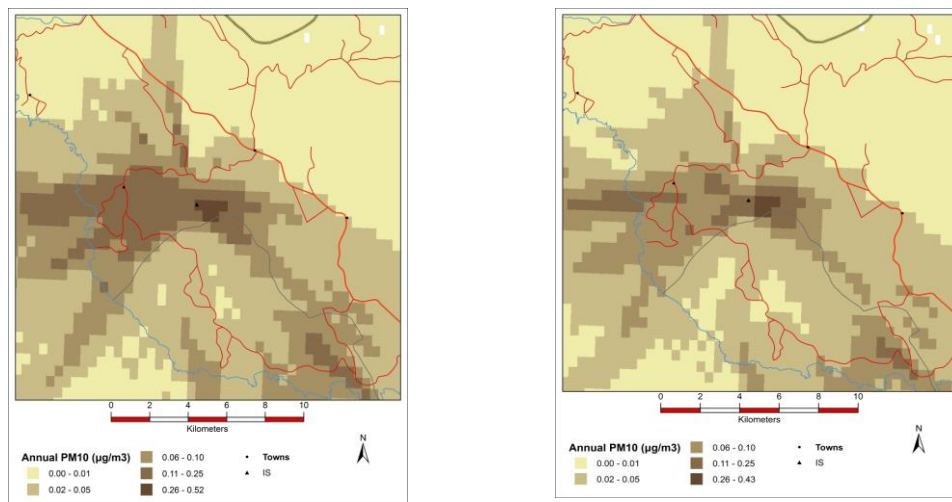 0 2 4 6 8 10
Kilometers
N
Annual PM10 (µg/m3)
0.00 - 0.01
0.02 - 0.05
0.06 - 0.10
0.11 - 0.25
0.26 - 0.52
Towns
IS
0 2 4 6 8 10
Kilometers
N
Annual PM10 (µg/m3)
0.00 - 0.01
0.02 - 0.05
0.06 - 0.10
0.11 - 0.25
0.26 - 0.43
Towns
IS